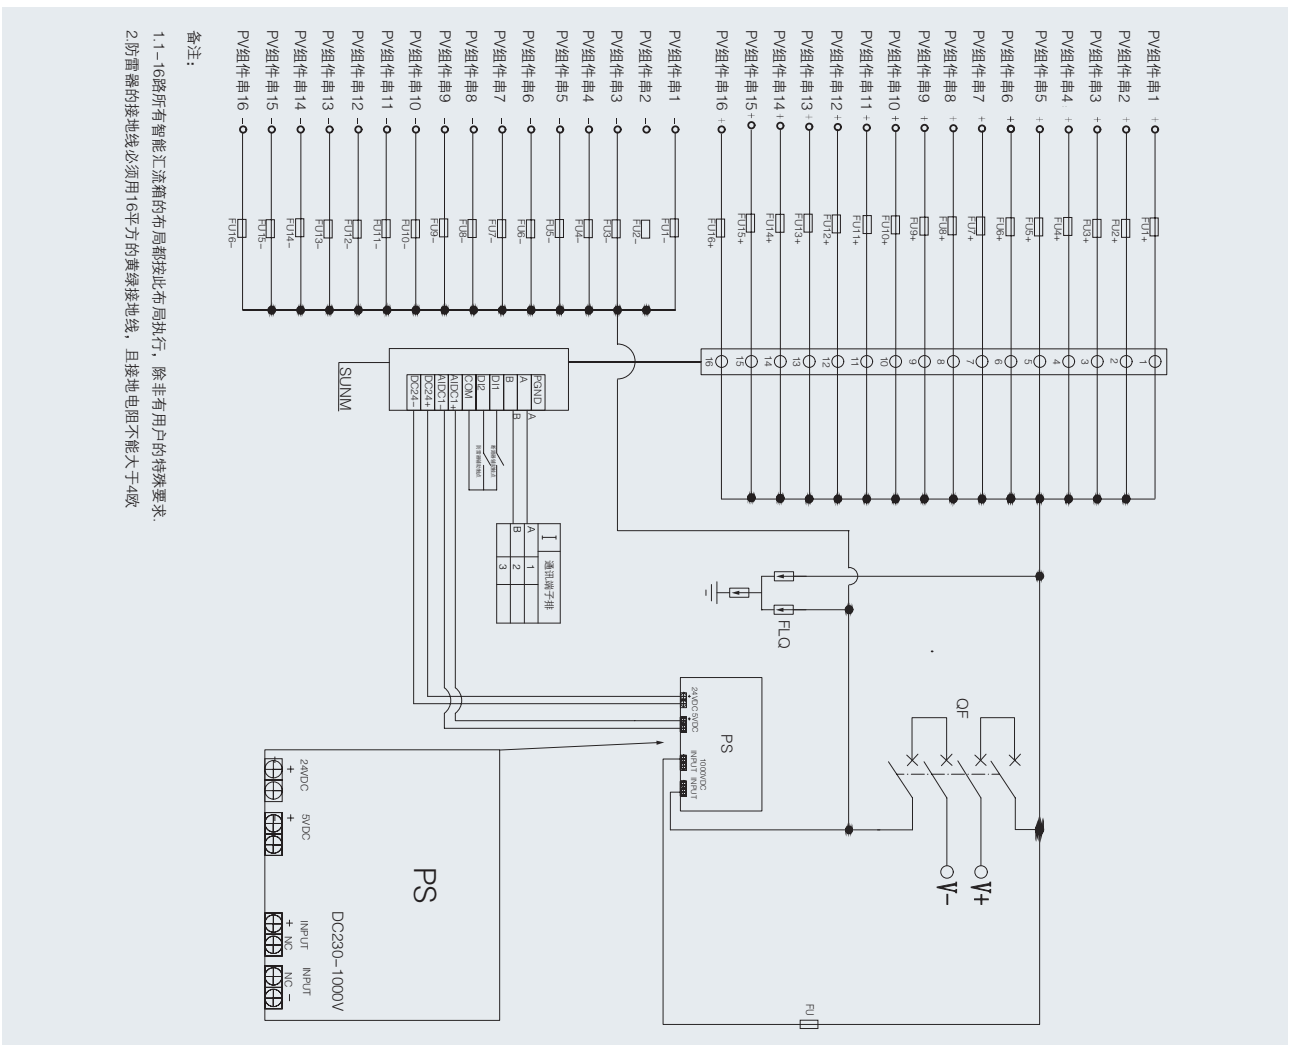 PV组件串1 +
PV组件串2 +
PV组件串3 +
PV组件串4 +
PV组件串5 +
PV组件串6 +
PV组件串7 +
PV组件串8 +
PV组件串9 +
PV组件串10 +
PV组件串11 +
PV组件串12 +
PV组件串13 +
PV组件串14 +
PV组件串15 +
PV组件串16 +
PV组件串1 -
PV组件串2 -
PV组件串3 -
PV组件串4 -
PV组件串5 -
PV组件串6 -
PV组件串7 -
PV组件串8 -
PV组件串9 -
PV组件串10 -
PV组件串11 -
PV组件串12 -
PV组件串13 -
PV组件串14 -
PV组件串15 -
PV组件串16 -
FU1+
FU2+
FU3+
FU4+
FU5+
FU6+
FU7+
FU8+
FU9+
FU10+
FU11+
FU12+
FU13+
FU14+
FU15+
FU16+
FU1-
FU2-
FU3-
FU4-
FU5-
FU6-
FU7-
FU8-
FU9-
FU10-
FU11-
FU12-
FU13-
FU14-
FU15-
FU16-
1
2
3
4
5
6
7
8
9
10
11
12
13
14
15
16
PGND
A
B
DI1
DI2
COM
AIDC1+
AIDC1-
DC24+
DC24-
SUNM
A
B
I 通讯端子排
A 1
B 2
3
FLQ
QF
V+
V-
PS
24VDC 5VDC
1000VDC
INPUT INPUT
FU
PS
DC230-1000V
24VDC
+
5VDC
+
INPUT
+ NC
INPUT
NC -
备注：
1.1-16路所有智能汇流箱的布局都按此布局执行，除非有用户的特殊要求.
2.防雷器的接地线必须用16平方的黄绿接地线，且接地电阻不能大于4欧